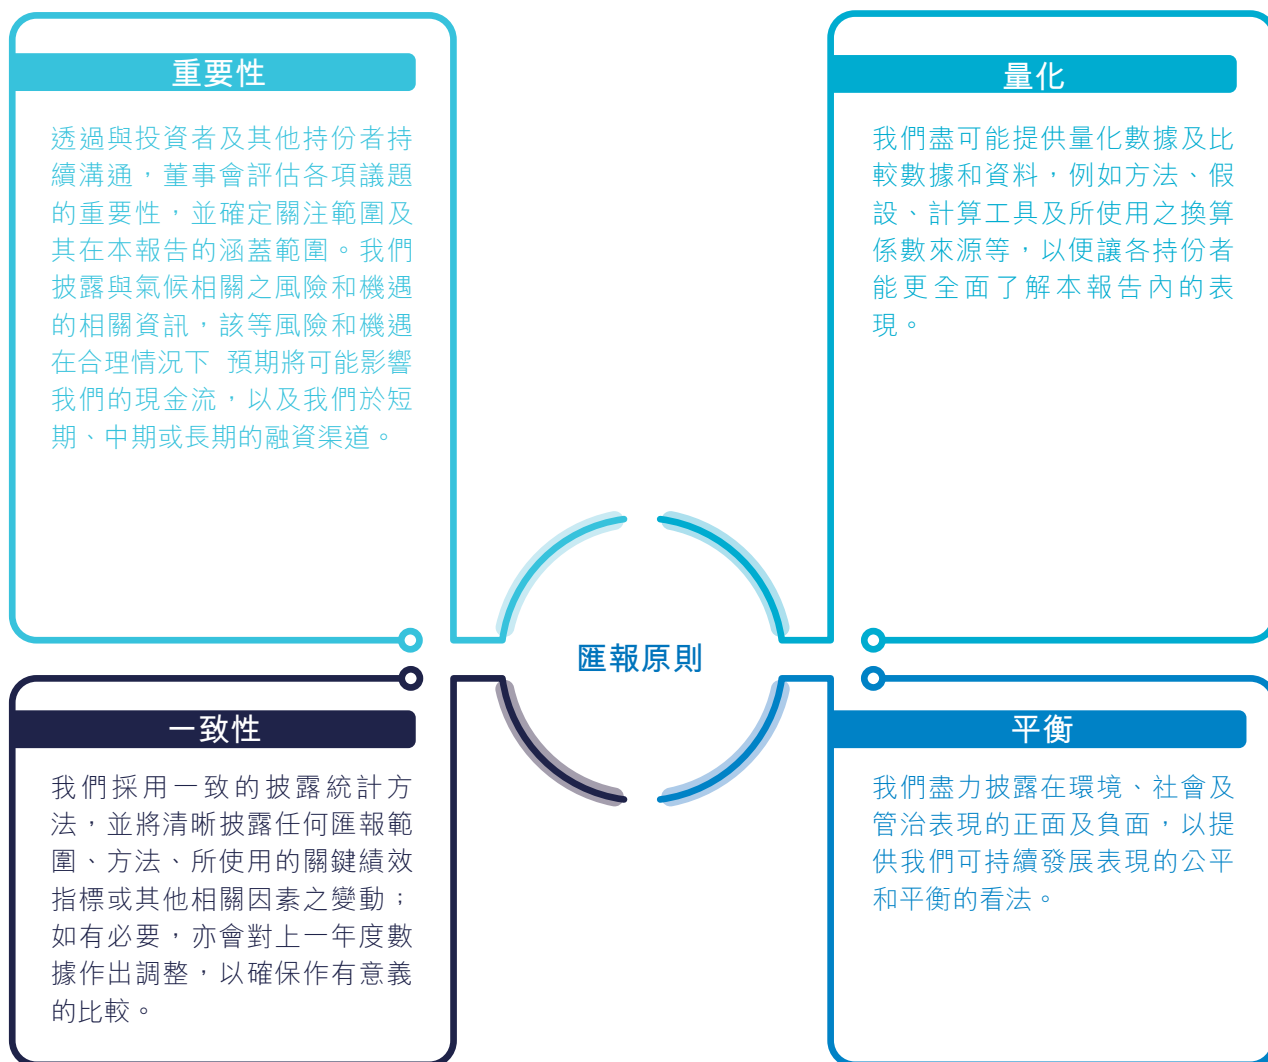 重要性
透過與投資者及其他持份者持
續溝通，董事會評估各項議題
的重要性，並確定關注範圍及
其在本報告的涵蓋範圍。我們
披露與氣候相關之風險和機遇
的相關資訊，該等風險和機遇
在合理情況下 預期將可能影響
我們的現金流，以及我們於短
期、中期或長期的融資渠道。
量化
我們盡可能提供量化數據及比
較數據和資料，例如方法、假
設、計算工具及所使用之換算
係數來源等，以便讓各持份者
能更全面了解本報告內的表
現。
匯報原則
一致性
我們採用一致的披露統計方
法，並將清晰披露任何匯報範
圍、方法、所使用的關鍵績效
指標或其他相關因素之變動；
如有必要，亦會對上一年度數
據作出調整，以確保作有意義
的比較。
平衡
我們盡力披露在環境、社會及
管治表現的正面及負面，以提
供我們可持續發展表現的公平
和平衡的看法。